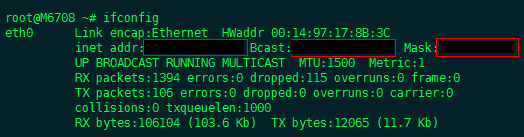 root@M6708 ~# ifconfig
eth0 Link encap:Ethernet HWaddr 00:14:97:17:8B:3C
inet addr: Bcast: Mask:
UP BROADCAST RUNNING MULTICAST MTU:1500 Metric:1
RX packets:1394 errors:0 dropped:115 overruns:0 frame:0
TX packets:106 errors:0 dropped:0 overruns:0 carrier:0
collisions:0 txqueuelen:1000
RX bytes:106104 (103.6 Kb) TX bytes:12065 (11.7 Kb)